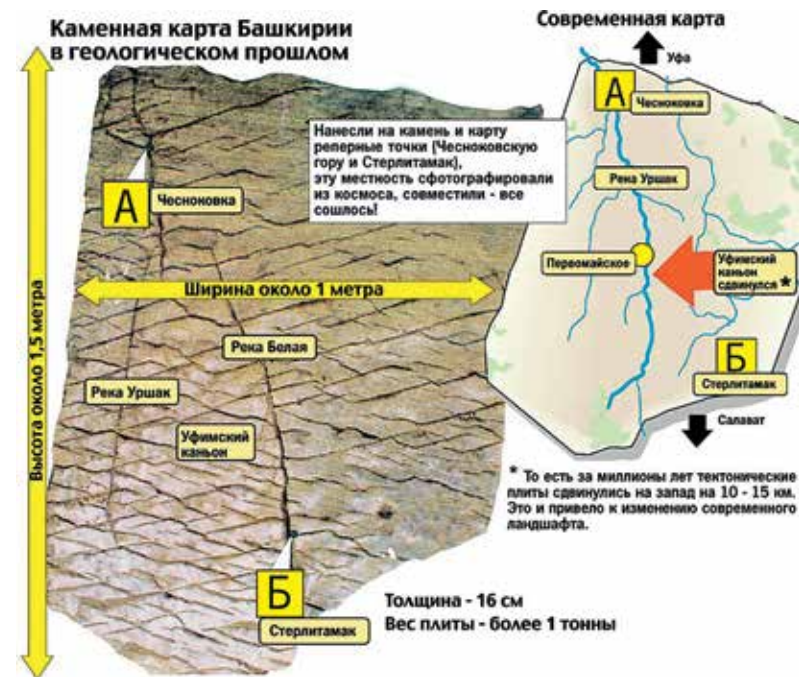 Каменная карта Башкирии
в геологическом прошлом
Современная карта
Уфа
А
Чесноковка
Нанесли на камень и карту
реперные точки (Чесноковскую
гору и Стерлитамак),
эту местность сфотографировали
из космоса, совместили - все
сошлось!
А
Чесноковка
Река Уршак
Первомайское
Уфимский
каньон
сдвинулся *
Ширина около 1 метра
Высота около 1,5 метра
Река Белая
Река Уршак
Уфимский
каньон
Б
Стерлитамак
Салават
* То есть за миллионы лет тектонические
плиты сдвинулись на запад на 10 - 15 км.
Это и привело к изменению современного
ландшафта.
Б
Стерлитамак
Толщина - 16 см
Вес плиты - более 1 тонны